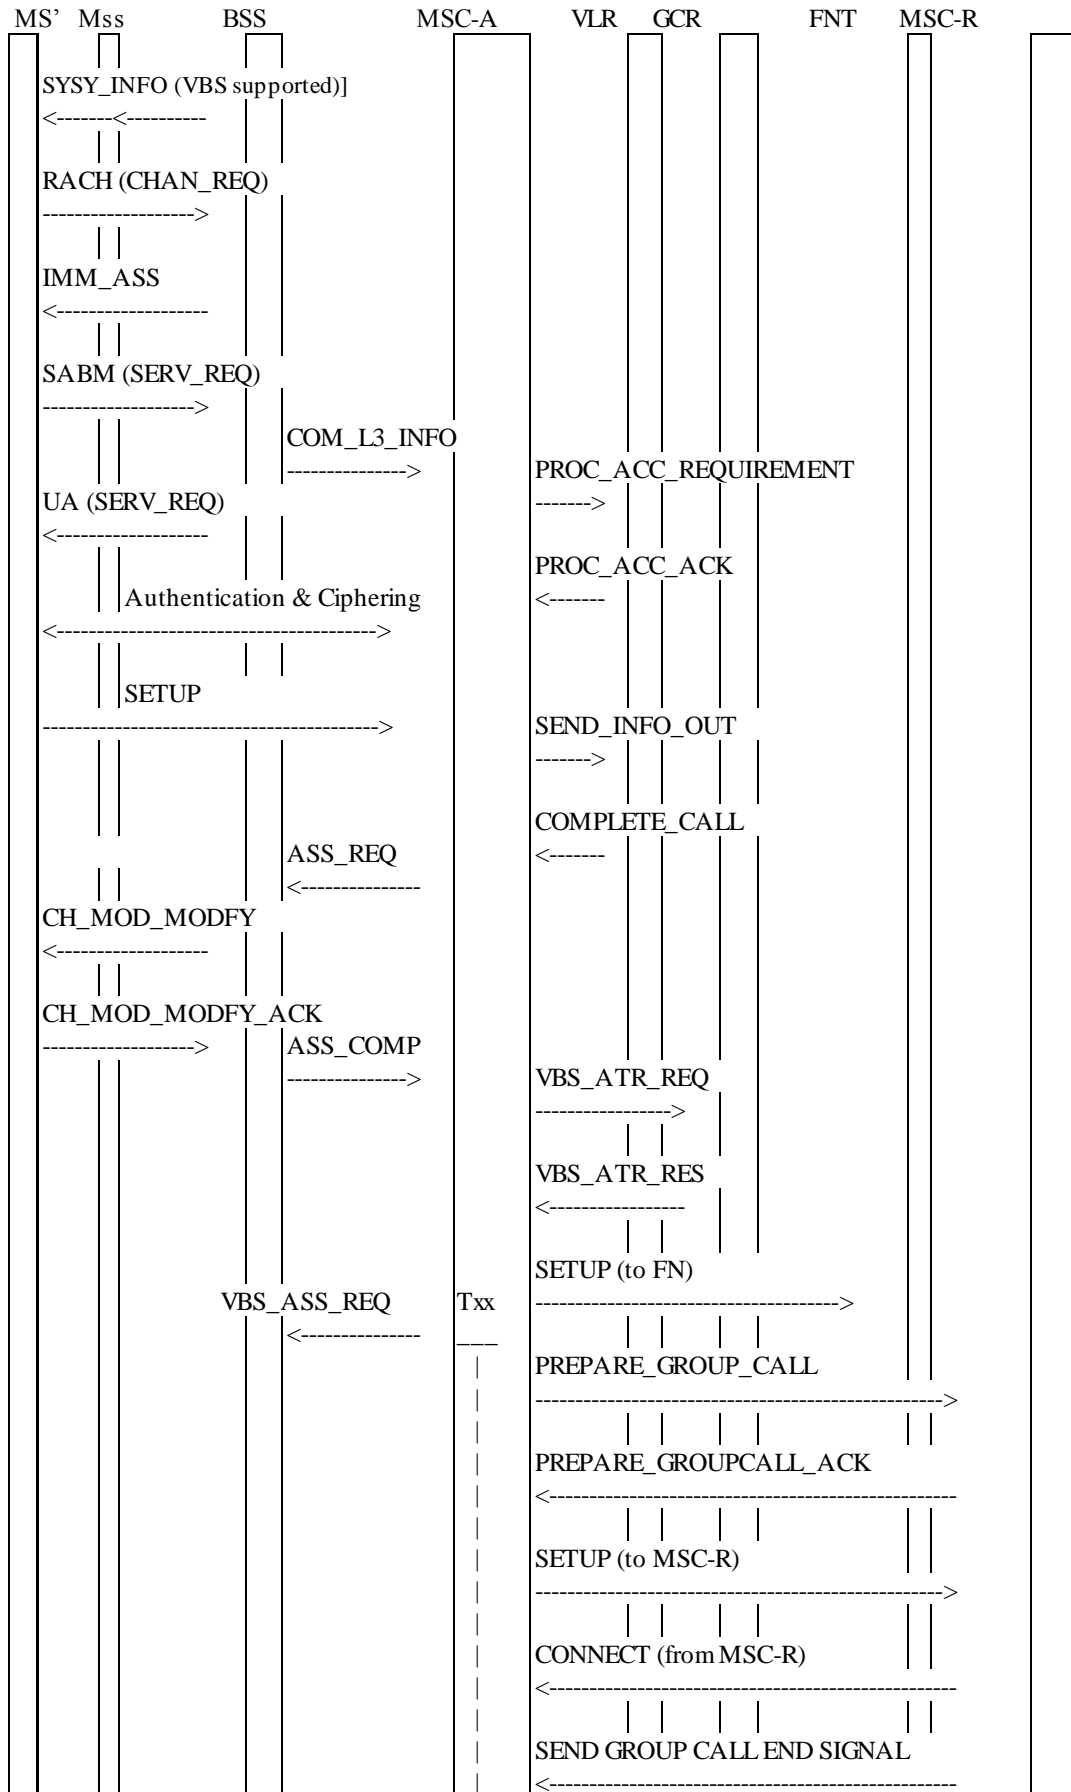 MS’ Mss BSS MSC-A VLR GCR FNT MSC-R
SYSY_INFO (VBS supported)]
<-------<----------
RACH (CHAN_REQ)
------------------->
IMM_ASS
<-------------------
SABM (SERV_REQ)
------------------->
COM_L3_INFO
--------------->
PROC_ACC_REQUIREMENT
------->
UA (SERV_REQ)
<-------------------
PROC_ACC_ACK
<-------
Authentication & Ciphering
<---------------------------------------->
SETUP
------------------------------------------>
SEND_INFO_OUT
------->
COMPLETE_CALL
<-------
ASS_REQ
<---------------
CH_MOD_MODFY
<-------------------
CH_MOD_MODFY_ACK
------------------->
ASS_COMP
--------------->
VBS_ATR_REQ
----------------->
VBS_ATR_RES
<-----------------
SETUP (to FN)
-------------------------------------->
VBS_ASS_REQ Txx
<--------------- ___
PREPARE_GROUP_CALL
--------------------------------------------------->
PREPARE_GROUPCALL_ACK
<---------------------------------------------------
SETUP (to MSC-R)
--------------------------------------------------->
CONNECT (from MSC-R)
<---------------------------------------------------
SEND GROUP CALL END SIGNAL
<---------------------------------------------------